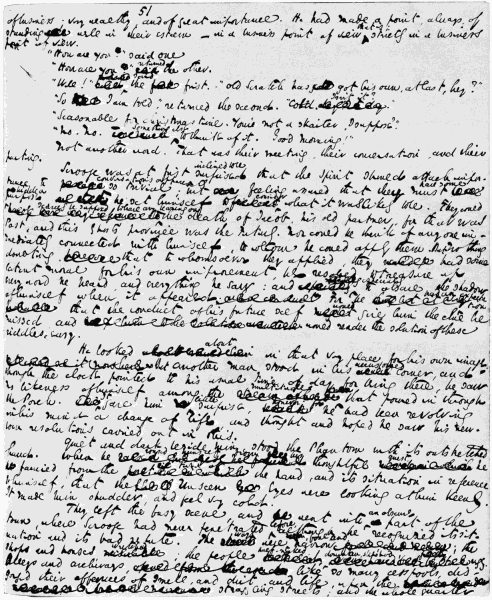 51
of business: very wealthy, and of great importance. He had made a point, always, of
standing well in their esteem – in a business point of view, that is; strictly in a business
point of view.
"How are you?" said one.
"How are you?" returned the other.
"Well!" said the first. "Old Scratch has got his own, at last, hey?"
"So I am told," returned the second. "Cold, isn't it?"
"Seasonable for Christmas time. You're not a skaiter, I suppose?"
"No. No. Something else to think of. Good morning!"
Not another word. That was their meeting, their conversation, and their
parting.
Scrooge was at first inclined to be surprised that the Spirit should attach impor-
tance to conversations apparently so trivial; but feeling assured that they must have some
hidden purpose, he set himself to consider what it was likely to be. They could
scarcely be supposed to have any bearing on the death of Jacob, his old partner, for that was
Past, and this Ghost's province was the Future. Nor could he think of any one im-
mediately connected with himself, to whom he could apply them. But nothing
doubting that to whomsoever they applied they had some
latent moral for his own improvement, he resolved to treasure up
every word he heard, and everything he saw; and especially to observe the shadow
of himself when it appeared. For he had an expectation
that the conduct of his future self would give him the clue he
missed, and would render the solution of these
riddles, easy.
He looked about in that very place for his own image;
but another man stood in his accustomed corner, and
though the clock pointed to his usual time of day for being there, he saw
no likeness of himself among the multitudes that poured in through
the Porch. It gave him little surprise, however; for he had been revolving
in his mind a change of life, and thought and hoped he saw his new-
born resolutions carried out in this.
Quiet and dark, beside him, stood the Phantom, with its outstretched
hand. When he roused himself from his thoughtful quest,
he fancied from the turn of the hand, and its situation in reference
to himself, that the Unseen Eyes were looking at him keenly.
It made him shudder, and feel very cold.
They left the busy scene, and went into an obscure part of the
town, where Scrooge had never penetrated before, although he recognized its sit-
uation and its bad repute. The ways were foul and narrow; the
shops and houses wretched; the people half-naked, drunken, slipshod, ugly.
Alleys and archways, like so many cesspools, dis-
gorged their offences of smell, and dirt, and life, upon the
straggling streets; and the whole quarter